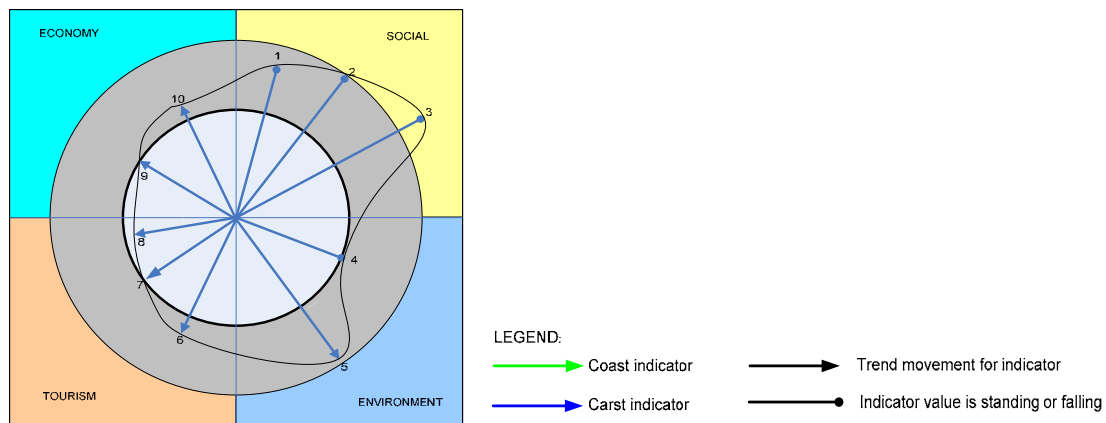 ECONOMY
SOCIAL
1
2
3
10
9
8
7
6
4
5
TOURISM
ENVIRONMENT
LEGEND:
Coast indicator
Trend movement for indicator
Carst indicator
Indicator value is standing or falling